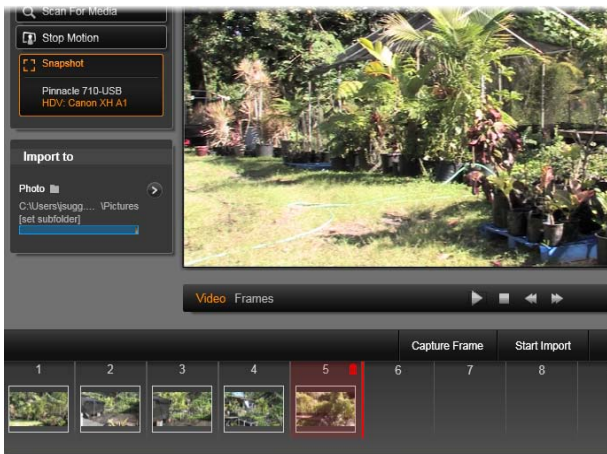 Scan For Media
Stop Motion
Snapshot
Pinnacle 710-USB
HDV: Canon XH A1
Import to
Photo
C:\Users\jsugg.... \Pictures
[set subfolder]
Video Frames
Capture Frame Start Import
1 2 3 4 5 6 7 8